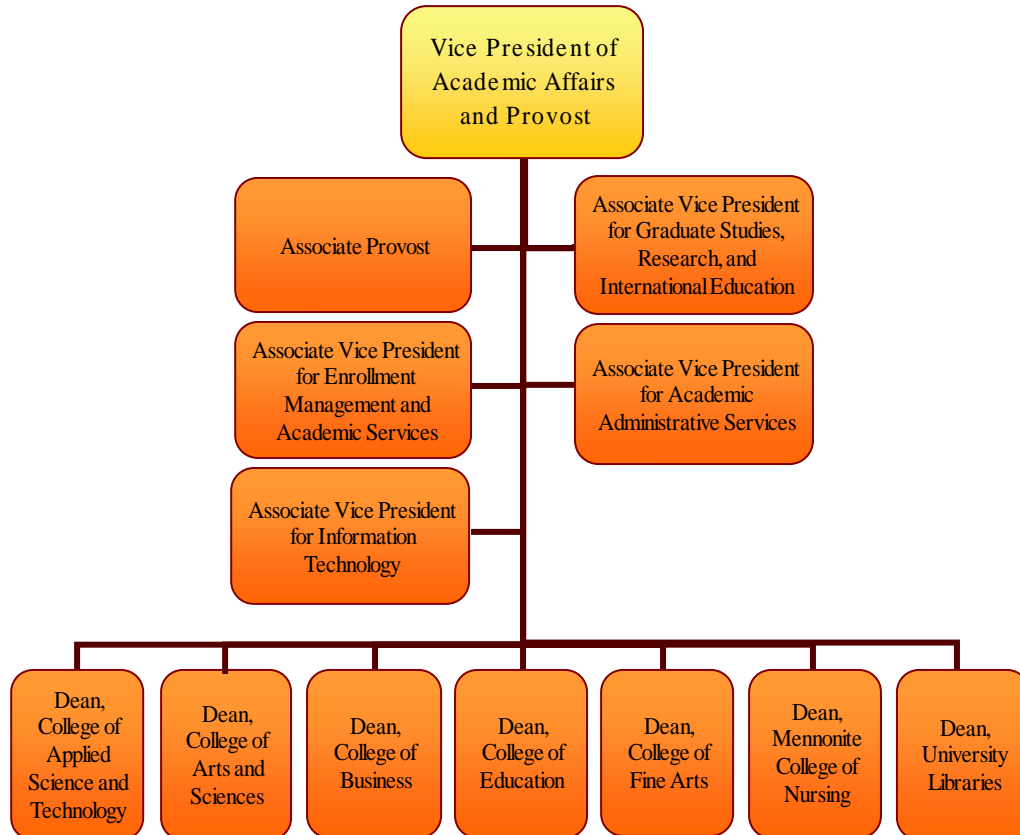 Vice President of
Academic Affairs
and Provost
Associate Provost
Associate Vice President
for Graduate Studies,
Research, and
International Education
Associate Vice President
for Enrollment
Management and
Academic Services
Associate Vice President
for Academic
Administrative Services
Associate Vice President
for Information
Technology
Dean,
College of
Applied
Science and
Technology
Dean,
College of
Arts and
Sciences
Dean,
College of
Business
Dean,
College of
Education
Dean,
College of
Fine Arts
Dean,
Mennonite
College of
Nursing
Dean,
University
Libraries